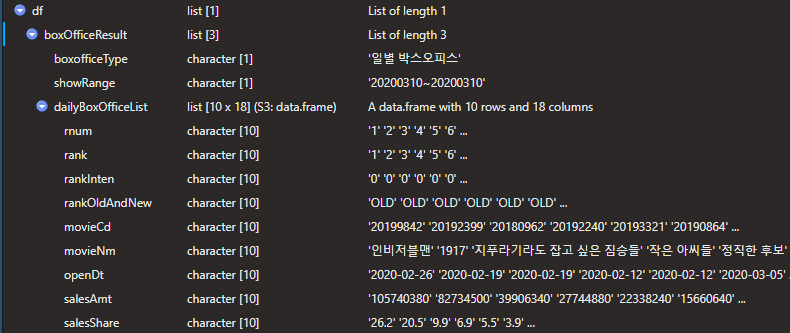 df list [1] List of length 1
boxOfficeResult list [3] List of length 3
boxofficeType character [1] '일별 박스오피스'
showRange character [1] '20200310~20200310'
dailyBoxOfficeList list [10 x 18] (S3: data.frame) A data.frame with 10 rows and 18 columns
rnum character [10] '1' '2' '3' '4' '5' '6' ...
rank character [10] '1' '2' '3' '4' '5' '6' ...
rankInten character [10] '0' '0' '0' '0' '0' '0' ...
rankOldAndNew character [10] 'OLD' 'OLD' 'OLD' 'OLD' 'OLD' 'OLD' ...
movieCd character [10] '20199842' '20192399' '20180962' '20192240' '20193321' '20190864' ...
movieNm character [10] '인비저블맨' '1917' '지푸라기라도 잡고 싶은 짐승들' '작은 아씨들' '정직한 후보'
openDt character [10] '2020-02-26' '2020-02-19' '2020-02-19' '2020-02-12' '2020-02-12' '2020-03-05' ...
salesAmt character [10] '105740380' '82734500' '39906340' '27744880' '22338240' '15660640' ...
salesShare character [10] '26.2' '20.5' '9.9' '6.9' '5.5' '3.9' ...